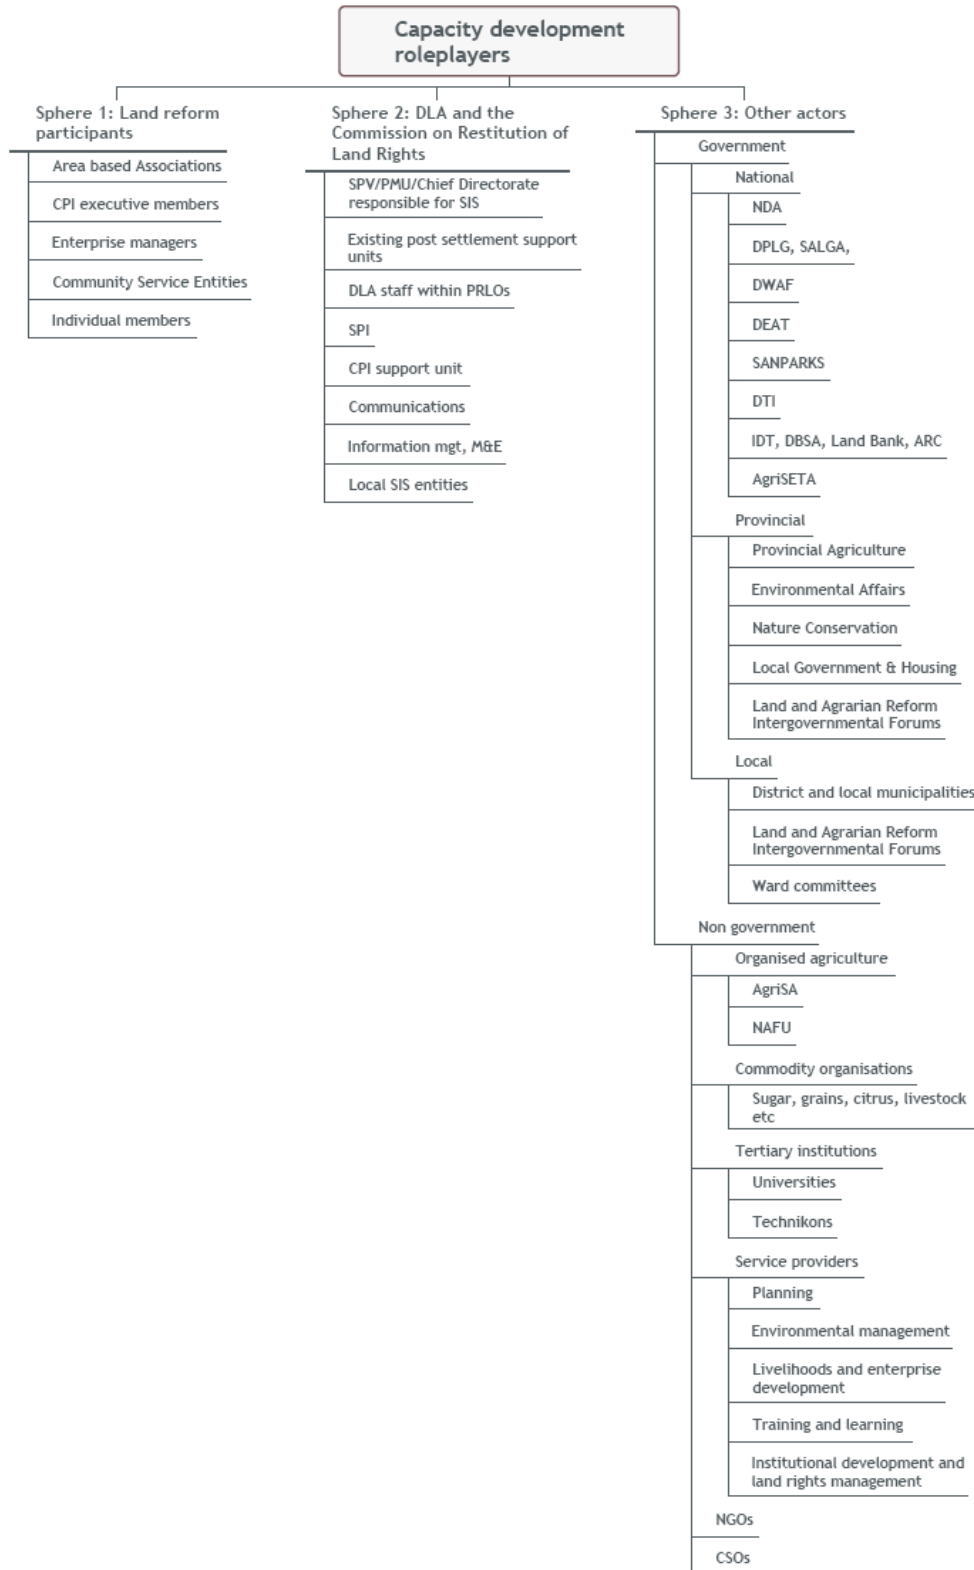 Capacity development
roleplayers
Sphere 1: Land reform
participants
Area based Associations
CPI executive members
Enterprise managers
Community Service Entities
Individual members
Sphere 2: DLA and the
Commission on Restitution of
Land Rights
SPV/PMU/Chief Directorate
responsible for SIS
Existing post settlement support
units
DLA staff within PRLOs
SPI
CPI support unit
Communications
Information mgt, M&E
Local SIS entities
Sphere 3: Other actors
Government
National
NDA
DPLG, SALGA,
DWAF
DEAT
SANPARKS
DTI
IDT, DBSA, Land Bank, ARC
AgriSETA
Provincial
Provincial Agriculture
Environmental Affairs
Nature Conservation
Local Government & Housing
Land and Agrarian Reform
Intergovernmental Forums
Local
District and local municipalities
Land and Agrarian Reform
Intergovernmental Forums
Ward committees
Non government
Organised agriculture
AgriSA
NAFU
Commodity organisations
Sugar, grains, citrus, livestock
etc
Tertiary institutions
Universities
Technikons
Service providers
Planning
Environmental management
Livelihoods and enterprise
development
Training and learning
Institutional development and
land rights management
NGOs
CSOs